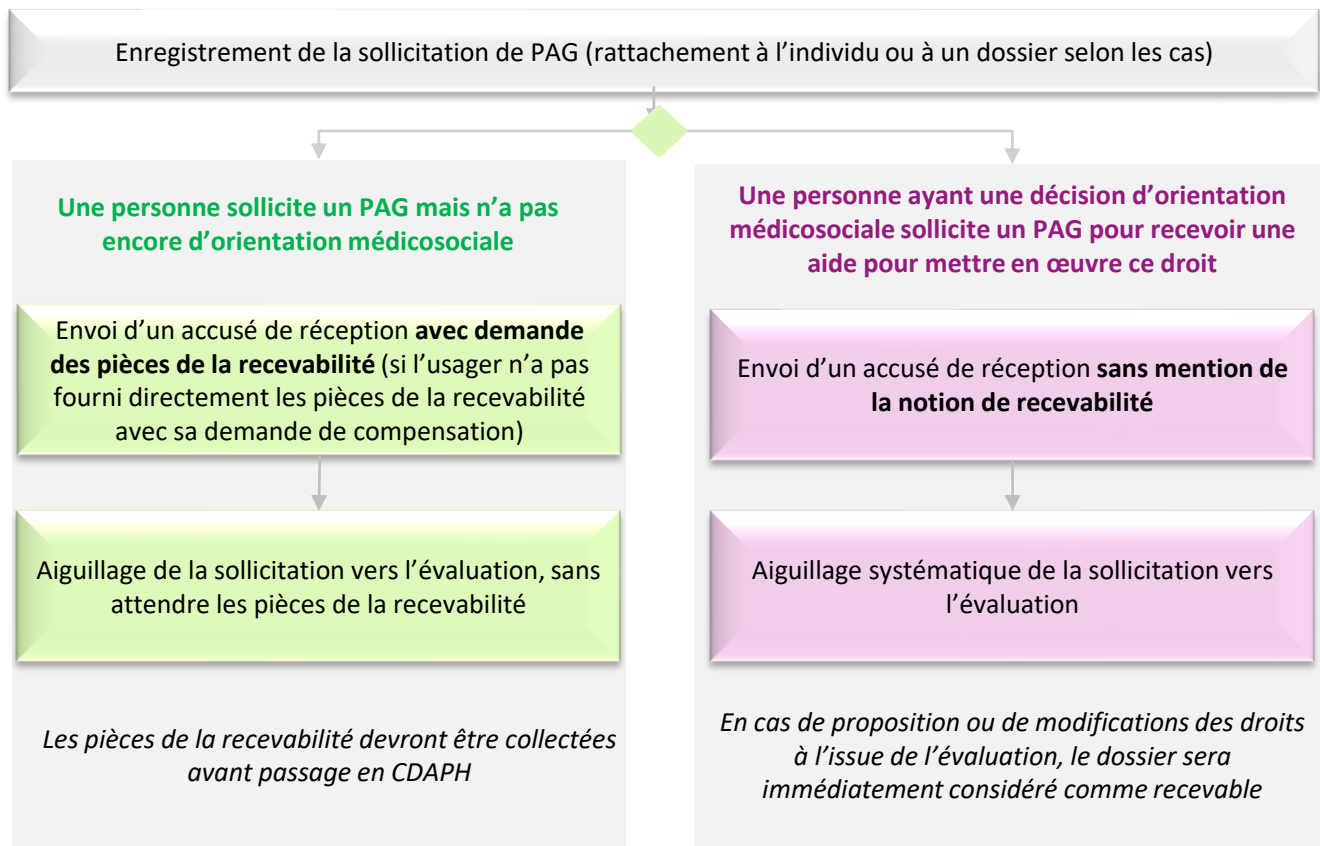 Enregistrement de la sollicitation de PAG (rattachement à l’individu ou à un dossier selon les cas)
Une personne sollicite un PAG mais n’a pas
encore d’orientation médicosociale
Envoi d’un accusé de réception avec demande
des pièces de la recevabilité (si l’usager n’a pas
fourni directement les pièces de la recevabilité
avec sa demande de compensation)
Aiguillage de la sollicitation vers l’évaluation, sans
attendre les pièces de la recevabilité
Les pièces de la recevabilité devront être collectées
avant passage en CDAPH
Une personne ayant une décision d’orientation
médicosociale sollicite un PAG pour recevoir une
aide pour mettre en œuvre ce droit
Envoi d’un accusé de réception sans mention de
la notion de recevabilité
Aiguillage systématique de la sollicitation vers
l’évaluation
En cas de proposition ou de modifications des droits
à l’issue de l’évaluation, le dossier sera
immédiatement considéré comme recevable